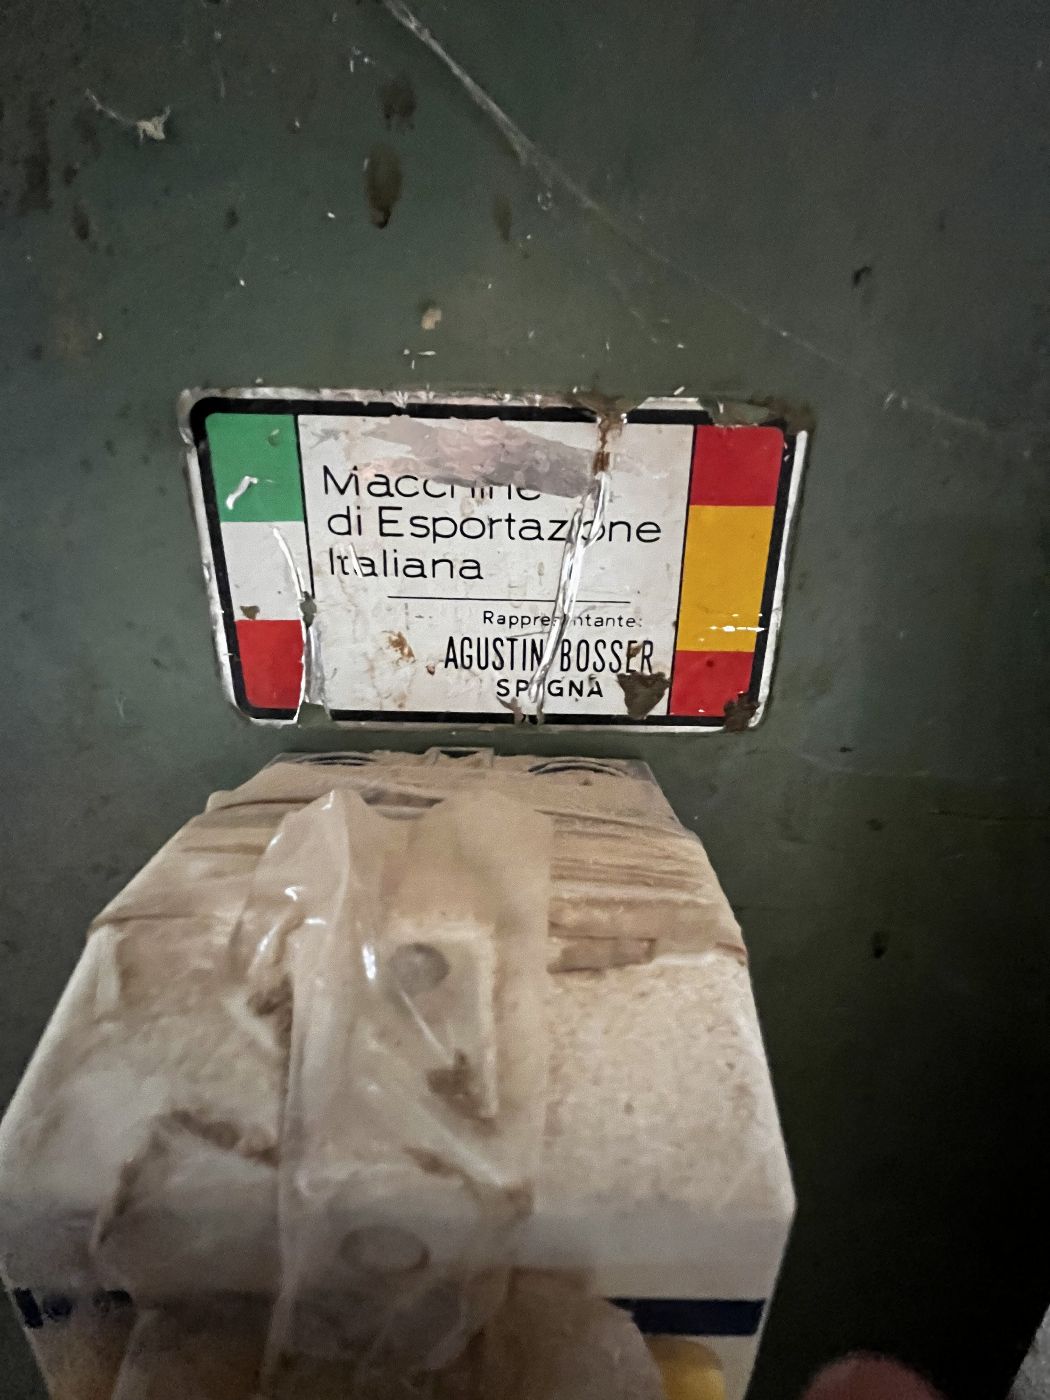 Macchine
di Esportazione
Italiana
Rappresentante:
AGUSTIN BOSSER
SPAGNA